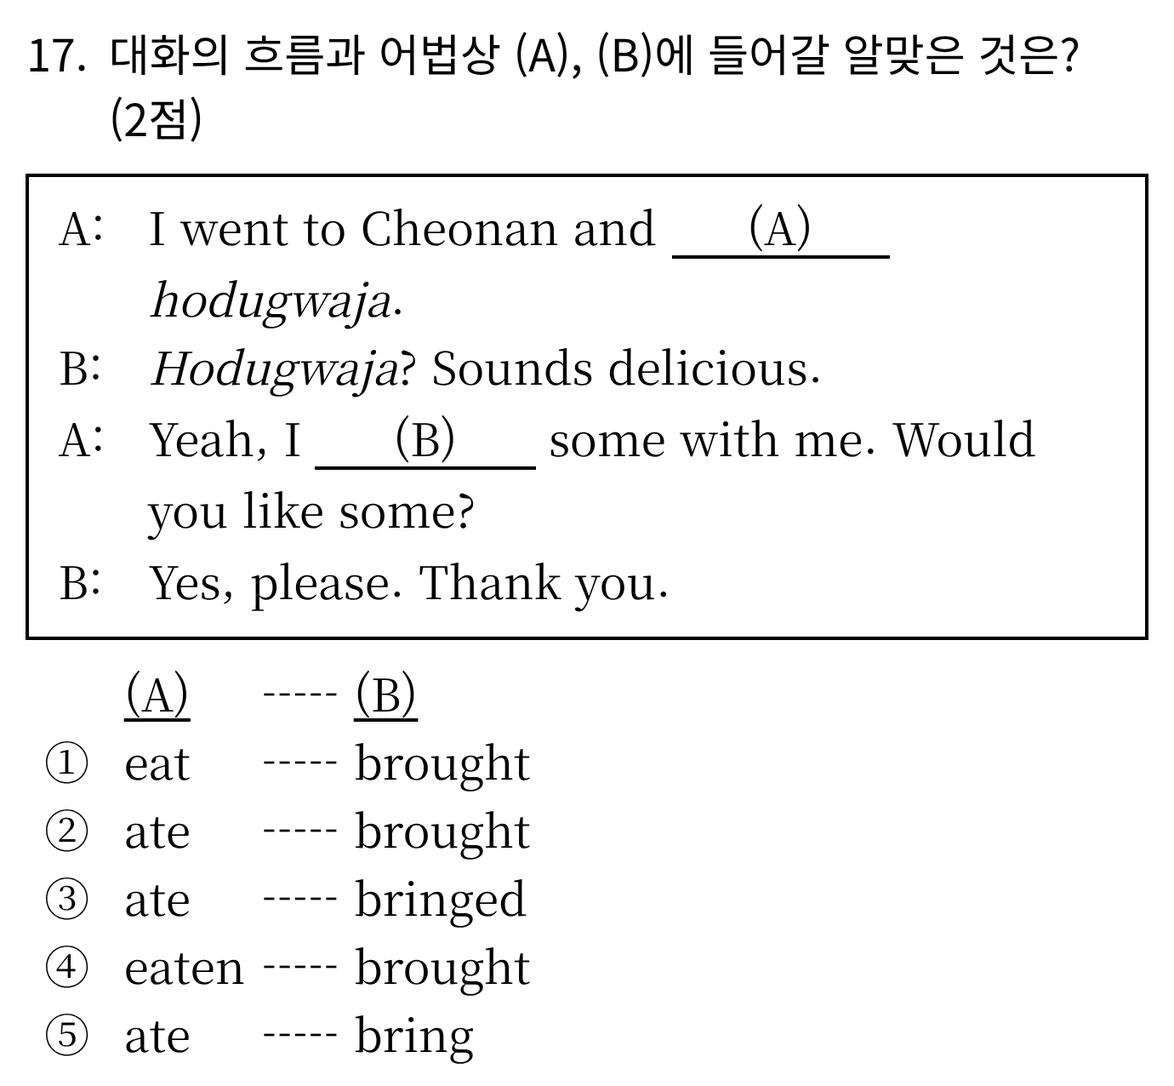 17. 대화의 흐름과 어법상 (A), (B)에 들어갈 알맞은 것은?
(2점)
A: I went to Cheonan and (A)
hodugwaja.
B: Hodugwaja? Sounds delicious.
A: Yeah, I (B) some with me. Would
you like some?
B: Yes, please. Thank you.
(A) ----- (B)
① eat ----- brought
② ate ----- brought
③ ate ----- bringed
④ eaten ----- brought
⑤ ate ----- bring